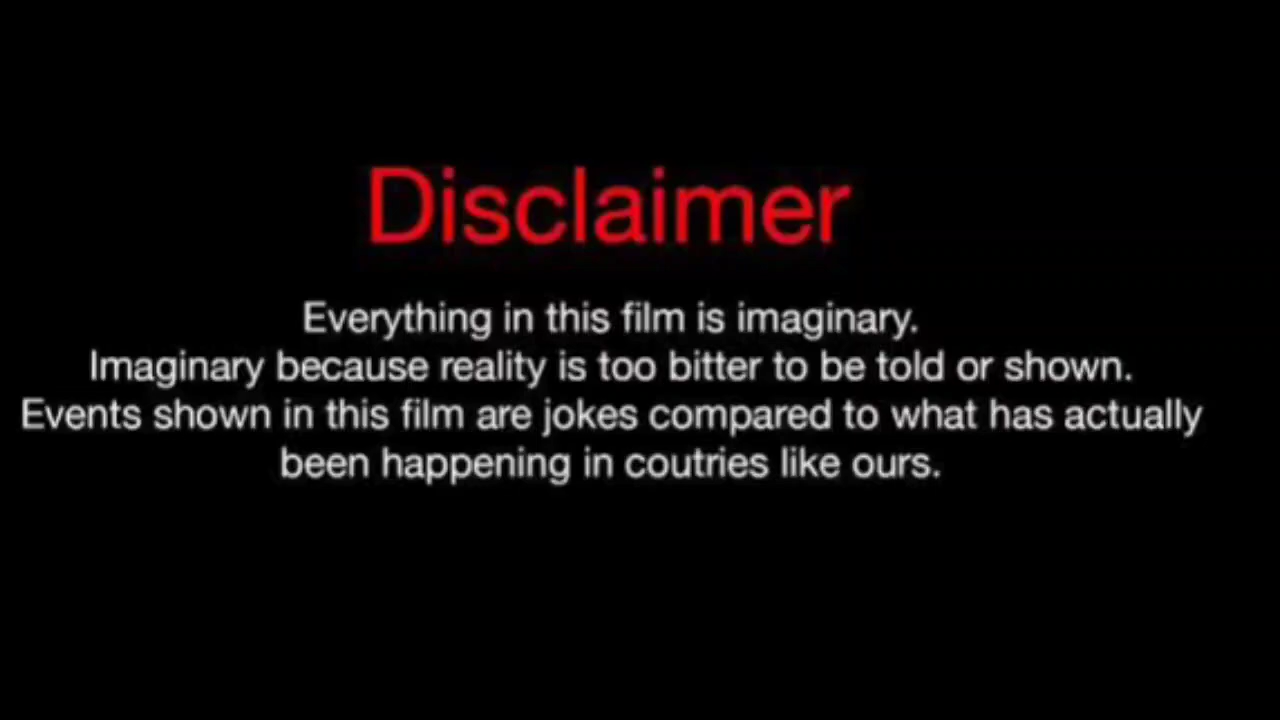 Disclaimer
Everything in this film is imaginary.
Imaginary because reality is too bitter to be told or shown.
Events shown in this film are jokes compared to what has actually
been happening in coutries like ours.